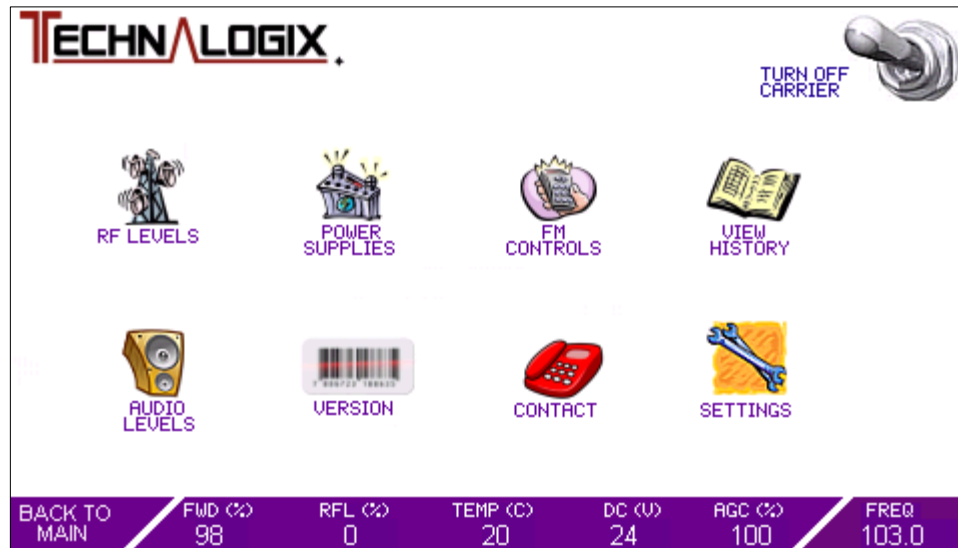 TECHNALOGIX
TURN OFF
CARRIER
RF LEVELS
POWER
SUPPLIES
FM
CONTROLS
VIEW
HISTORY
AUDIO
LEVELS
VERSION
CONTACT
SETTINGS
BACK TO
MAIN
FWD (%)
98
RFL (%)
0
TEMP (C)
20
DC (V)
24
AGC (%)
100
FREQ
103.0